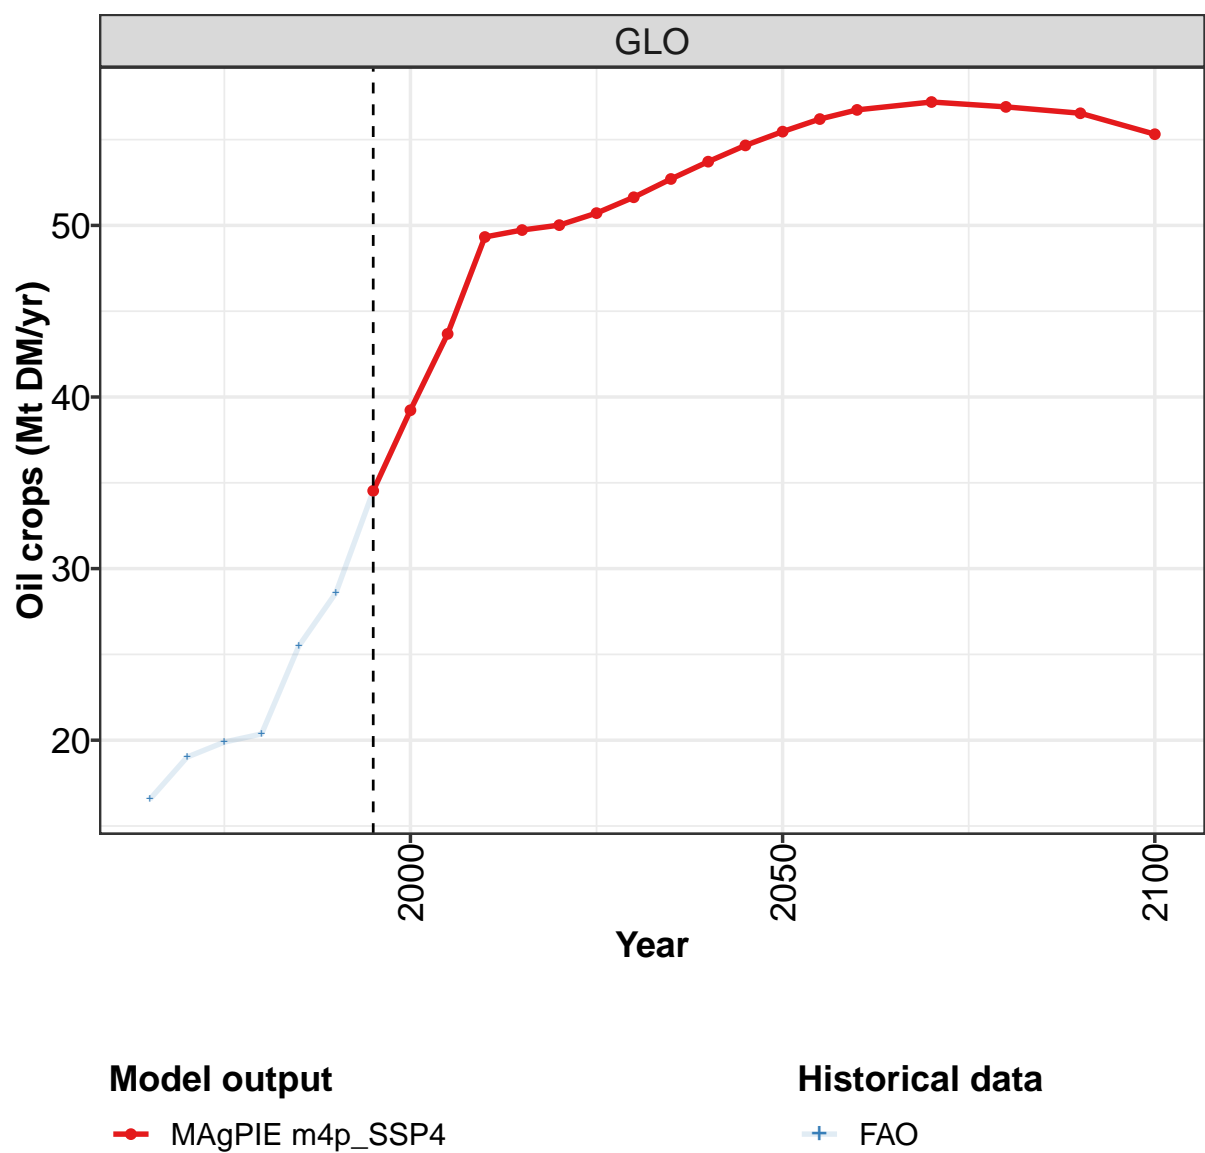 GLO
Oil crops (Mt DM/yr)
50
40
30
20
2000
2050
2100
Year
Model output
MAgPIE m4p_SSP4
Historical data
FAO